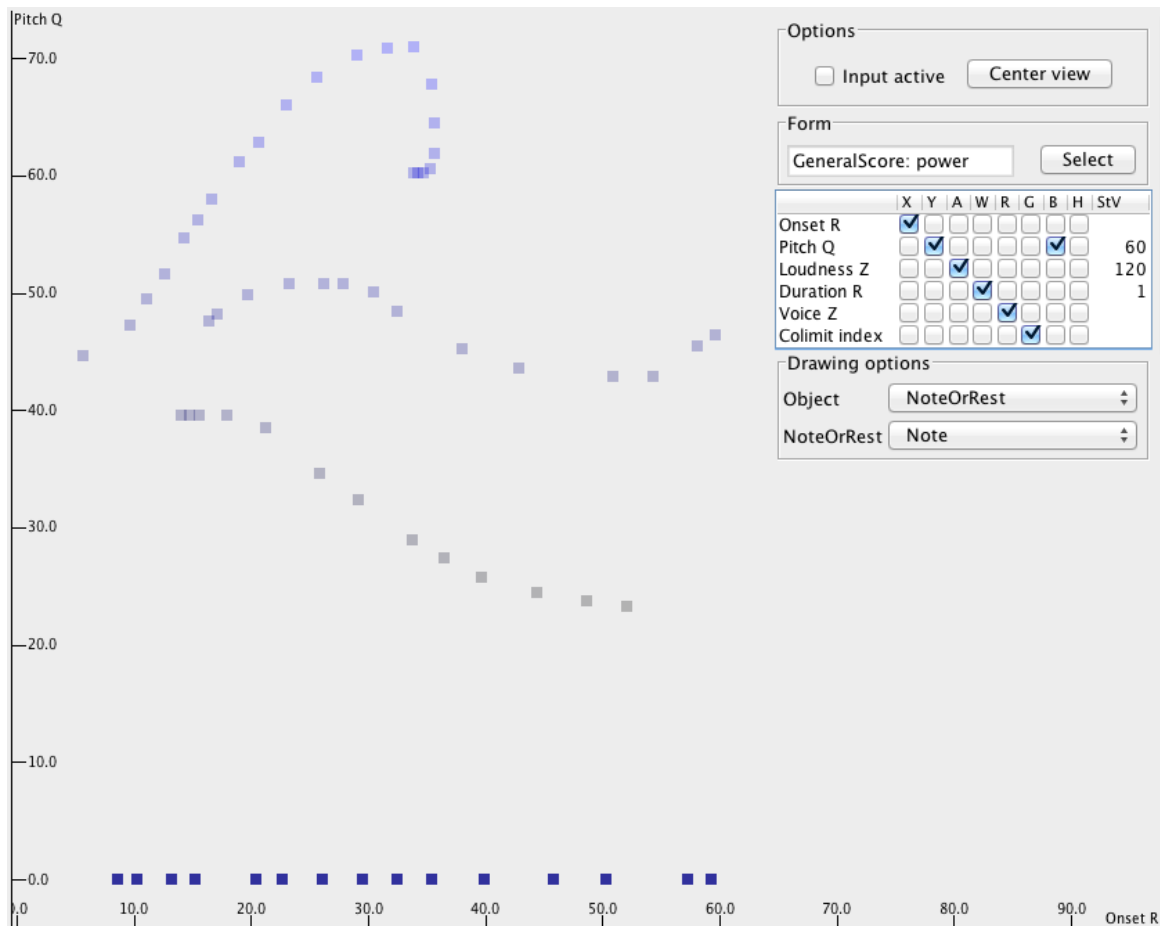 Pitch Q
70.0
60.0
50.0
40.0
30.0
20.0
10.0
0.0
0.0 10.0 20.0 30.0 40.0 50.0 60.0 70.0 80.0 90.0
Onset R
Options
Input active Center view
Form
GeneralScore: power Select
X Y A W R G B H StV
Onset R
Pitch Q 60
Loudness Z 120
Duration R 1
Voice Z
Colimit index
Drawing options
Object NoteOrRest
NoteOrRest Note